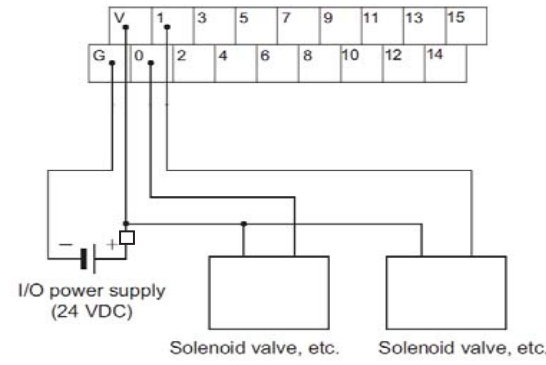 V 1 3 5 7 9 11 13 15
G 0 2 4 6 8 10 12 14
− +
I/O power supply
(24 VDC)
Solenoid valve, etc. Solenoid valve, etc.